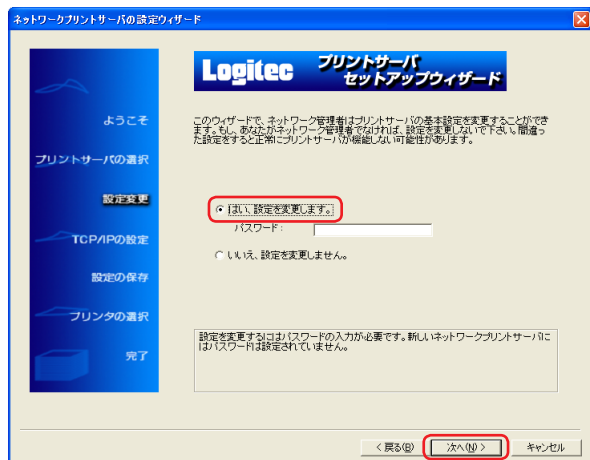 ネットワークプリントサーバの設定ウィザード
Logitec
プリントサーバ
セットアップウィザード
ようこそ
プリントサーバの選択
設定変更
TCP/IPの設定
設定の保存
プリンタの選択
完了
このウィザードで、ネットワーク管理者はプリントサーバの基本設定を変更することができ
ます。もし、あなたがネットワーク管理者でなければ、設定を変更しないで下さい。間違っ
た設定をすると正常にプリントサーバが機能しない可能性があります。
はい、設定を変更します。
パスワード:
いいえ、設定を変更しません。
設定を変更するにはパスワードの入力が必要です。新しいネットワークプリントサーバに
はパスワードは設定されていません。
< 戻る(B)
次へ(N) >
キャンセル